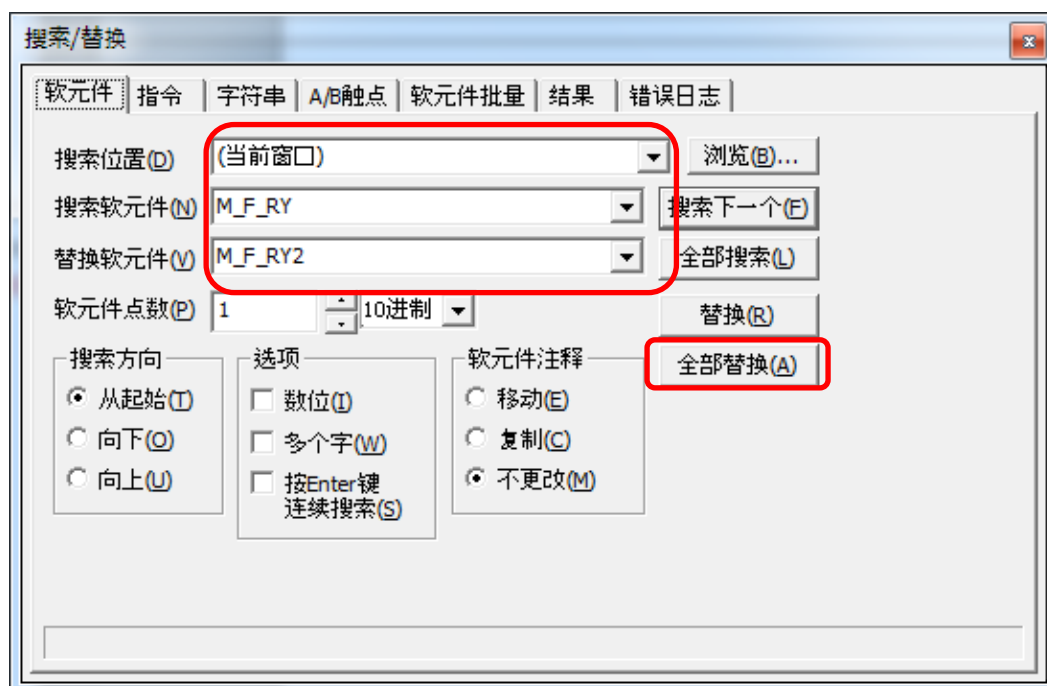 搜索/替换
软元件 指令 字符串 A/B触点 软元件批量 结果 错误日志
搜索位置(D) (当前窗口) 浏览(B)...
搜索软元件(N) M_F_RY 搜索下一个(F)
替换软元件(V) M_F_RY2 全部搜索(L)
软元件点数(P) 1 10进制 替换(R)
搜索方向 选项 软元件注释 全部替换(A)
从起始(T) 数位(I) 移动(E)
向下(O) 多个字(W) 复制(C)
向上(U) 按Enter键 不更改(M)
连续搜索(S)